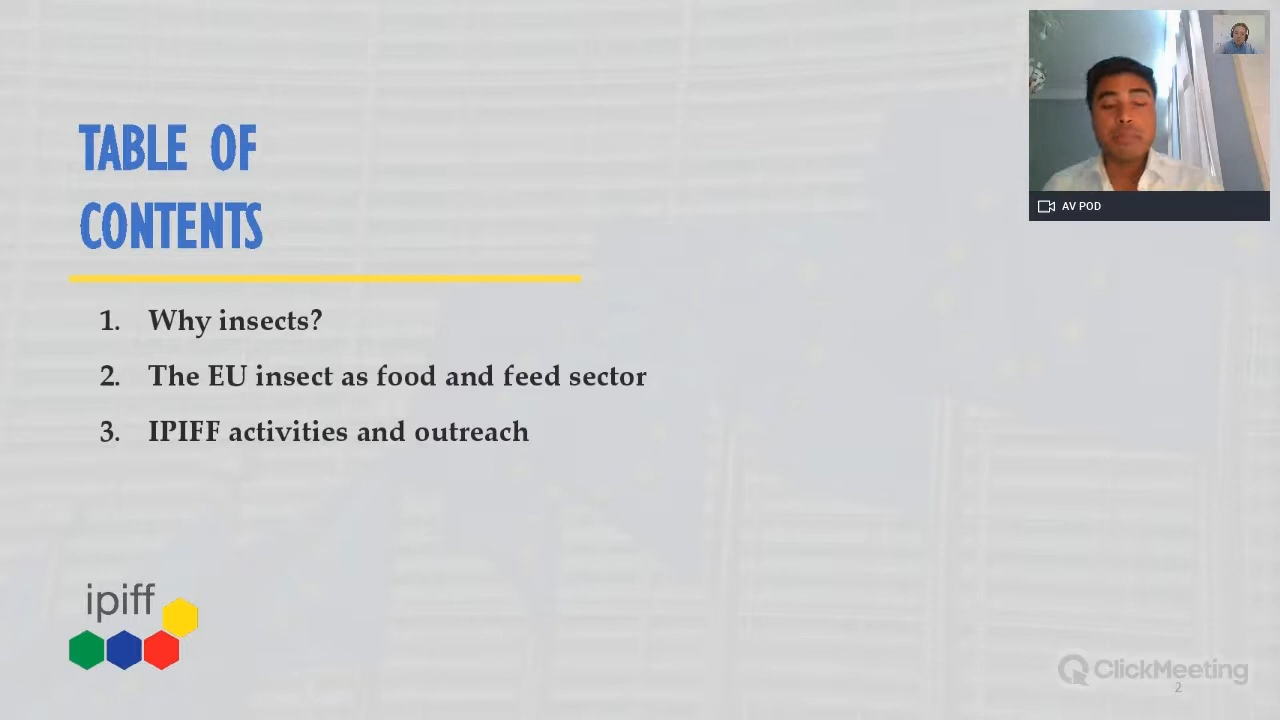 TABLE OF
CONTENTS
1. Why insects?
2. The EU insect as food and feed sector
3. IPIFF activities and outreach
ipiff
AV POD
ClickMeeting
2